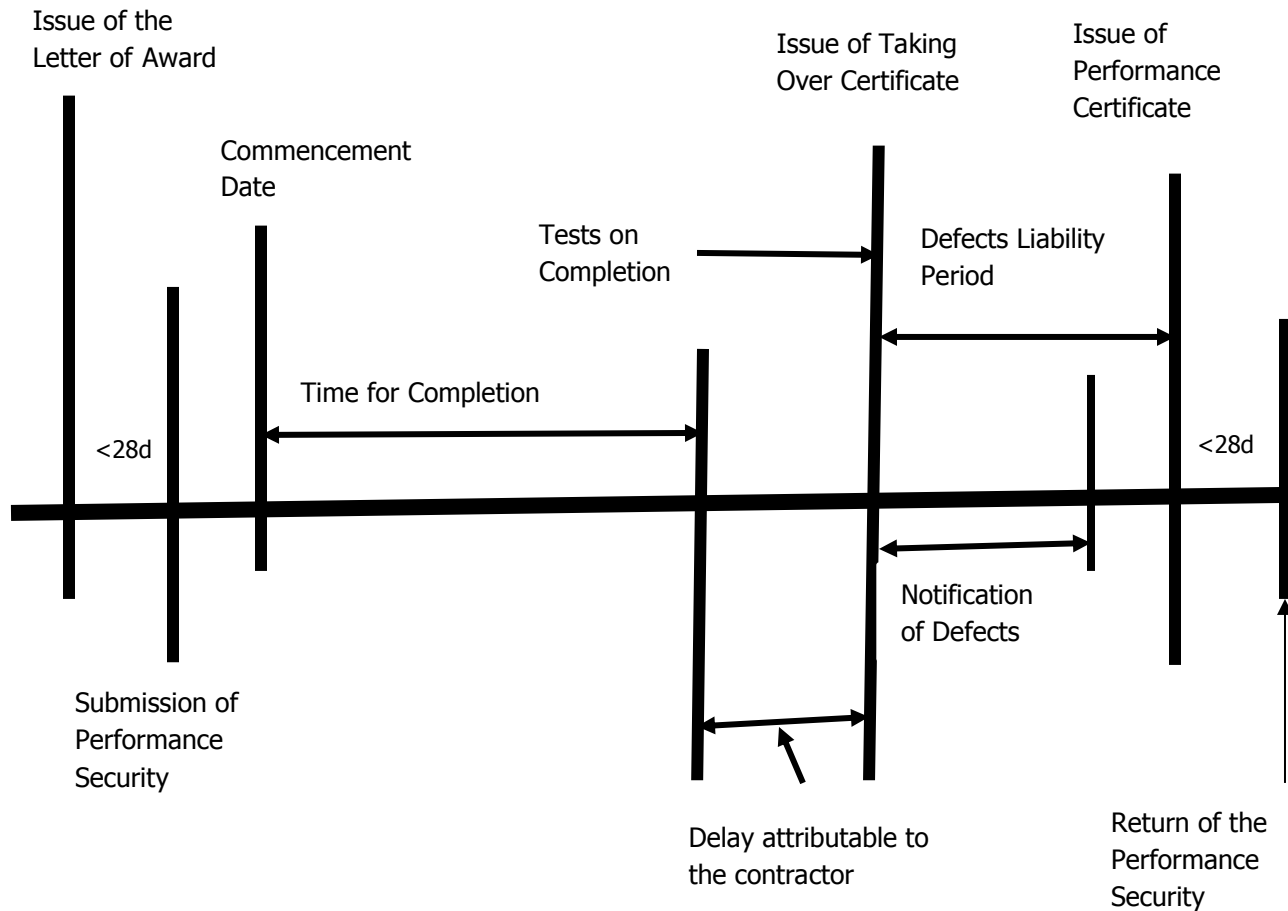 Issue of the
Letter of Award
Issue of Taking
Over Certificate
Issue of
Performance
Certificate
Commencement
Date
Tests on
Completion
Defects Liability
Period
Time for Completion
<28d
<28d
Notification
of Defects
Submission of
Performance
Security
Delay attributable to
the contractor
Return of the
Performance
Security